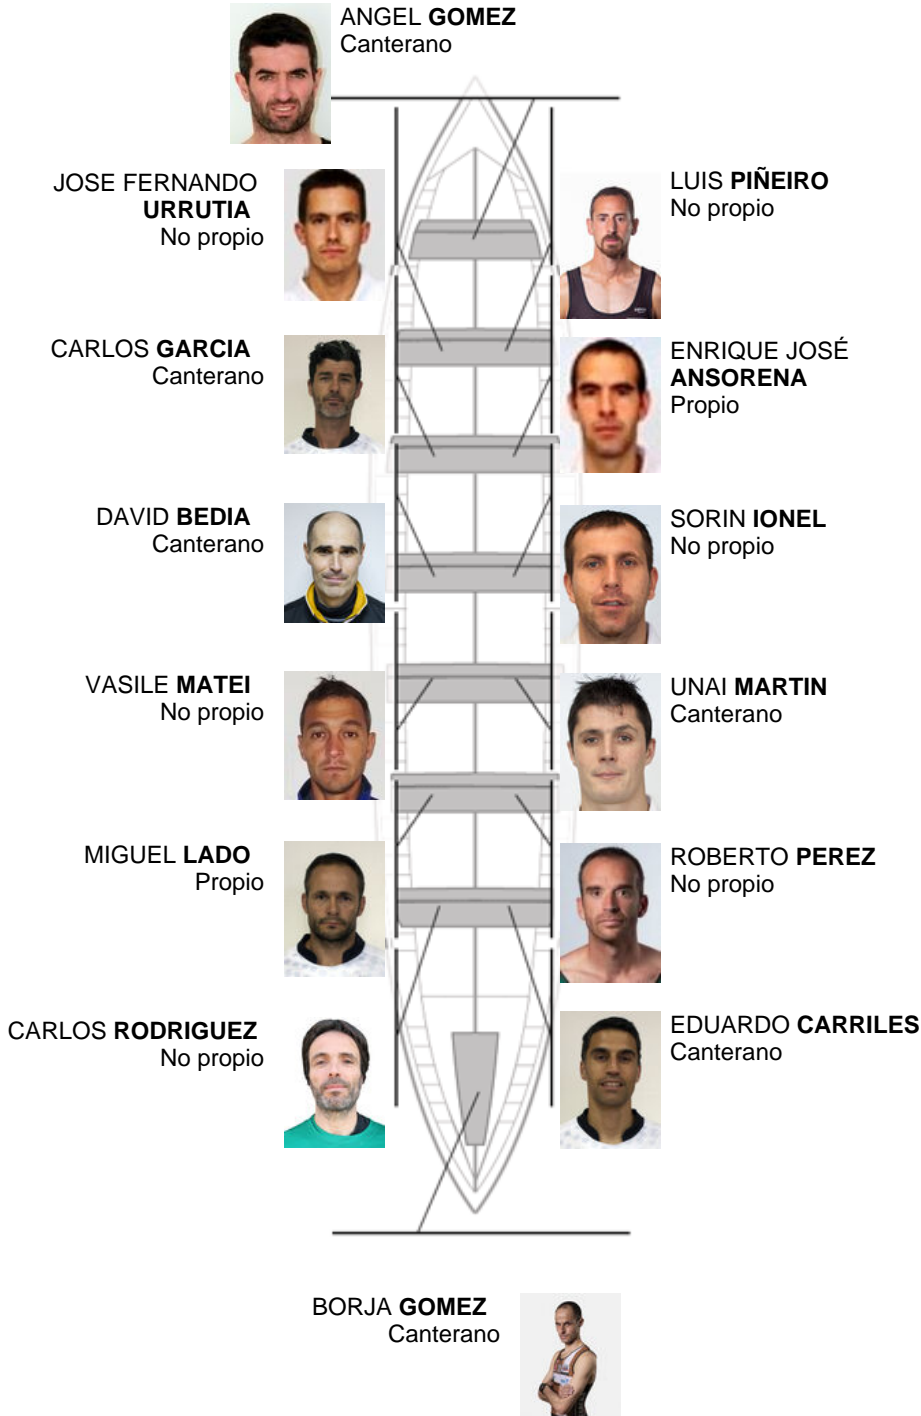 ANGEL GOMEZ
Canterano
JOSE FERNANDO
URRUTIA
No propio
LUIS PIÑEIRO
No propio
CARLOS GARCIA
Canterano
ENRIQUE JOSÉ
ANSORENA
Propio
DAVID BEDIA
Canterano
SORIN IONEL
No propio
VASILE MATEI
No propio
UNAI MARTIN
Canterano
MIGUEL LADO
Propio
ROBERTO PEREZ
No propio
CARLOS RODRIGUEZ
No propio
EDUARDO CARRILES
Canterano
BORJA GOMEZ
Canterano